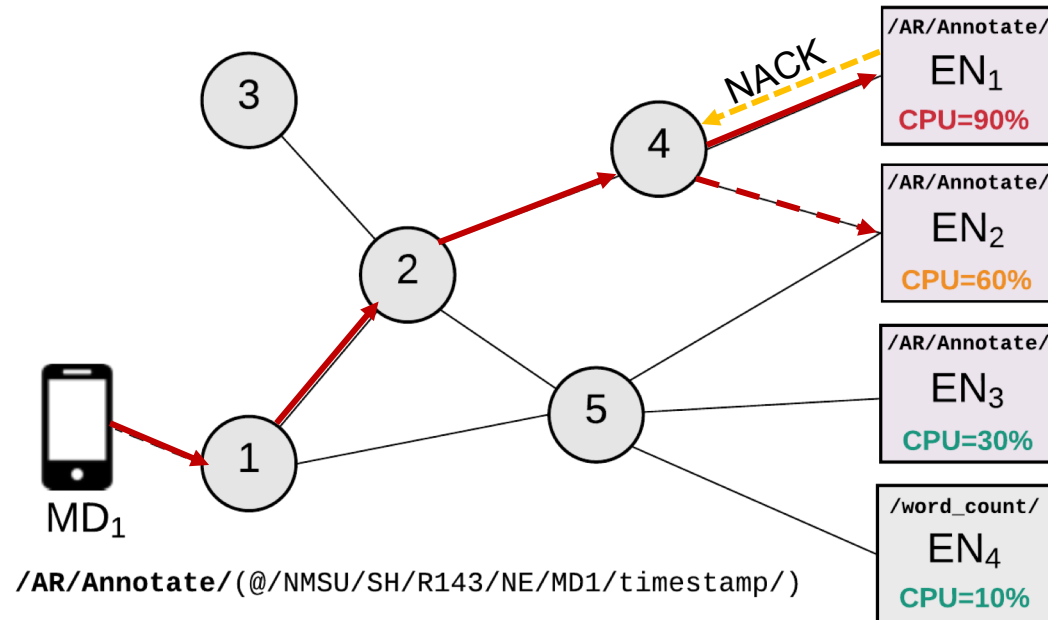 /AR/Annotate/
EN₁
CPU=90%
NACK
3
4
/AR/Annotate/
EN₂
CPU=60%
2
/AR/Annotate/
EN₃
CPU=30%
5
1
MD₁
/word_count/
EN₄
CPU=10%
/AR/Annotate/(@/NMSU/SH/R143/NE/MD1/timestamp/)